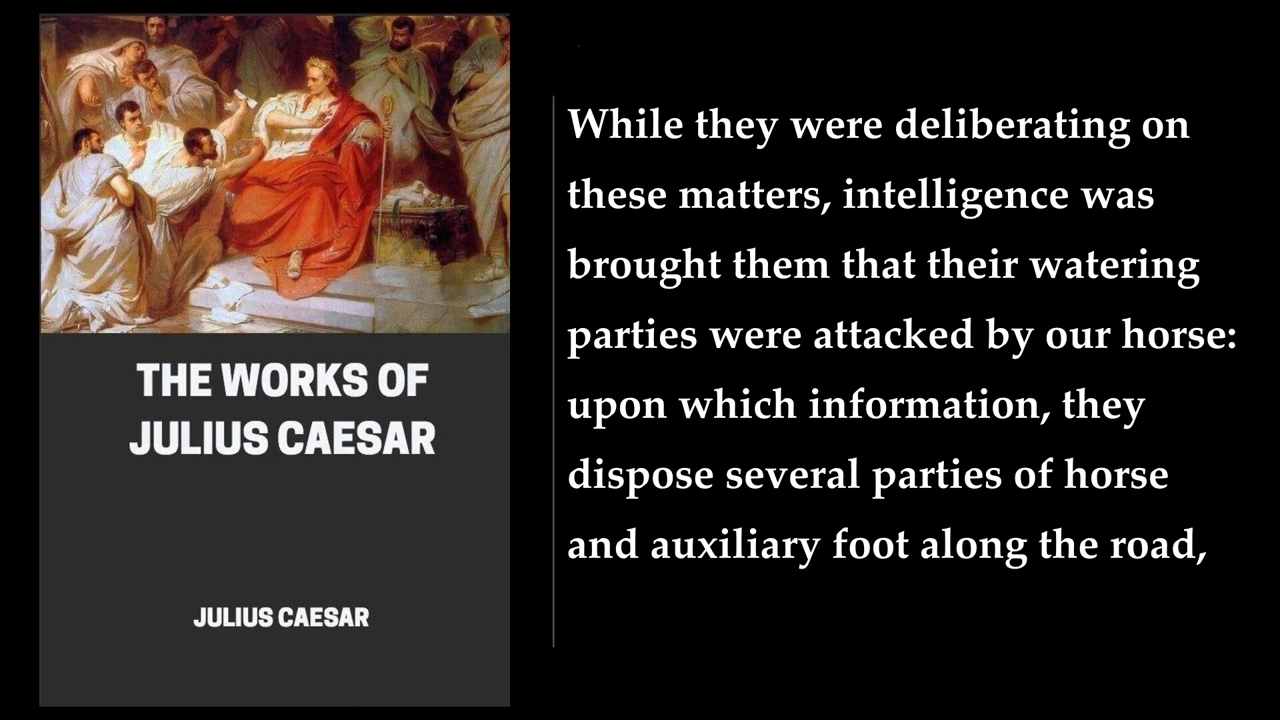 THE WORKS OF
JULIUS CAESAR
JULIUS CAESAR
While they were deliberating on
these matters, intelligence was
brought them that their watering
parties were attacked by our horse:
upon which information, they
dispose several parties of horse
and auxiliary foot along the road,